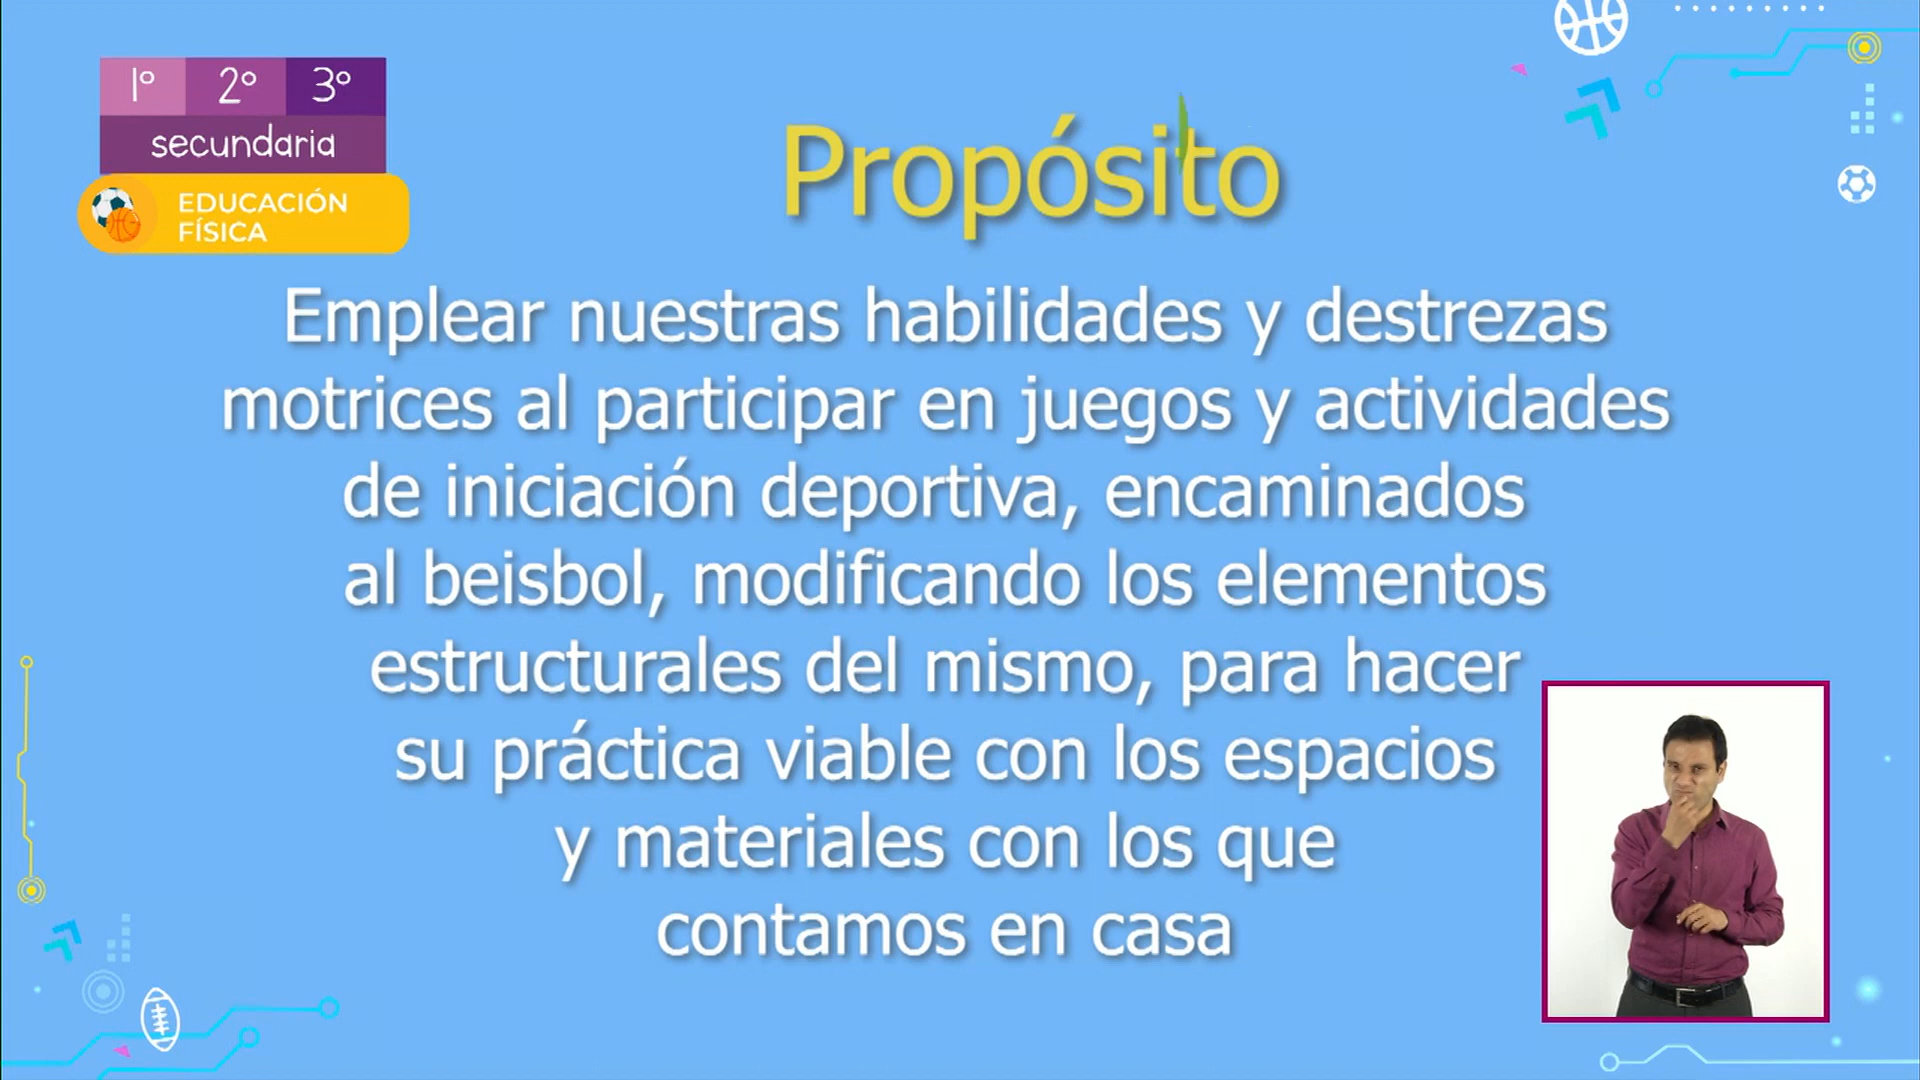 1° 2° 3°
secundaria
EDUCACIÓN
FÍSICA
Propósito
Emplear nuestras habilidades y destrezas
motrices al participar en juegos y actividades
de iniciación deportiva, encaminados
al beisbol, modificando los elementos
estructurales del mismo, para hacer
su práctica viable con los espacios
y materiales con los que
contamos en casa